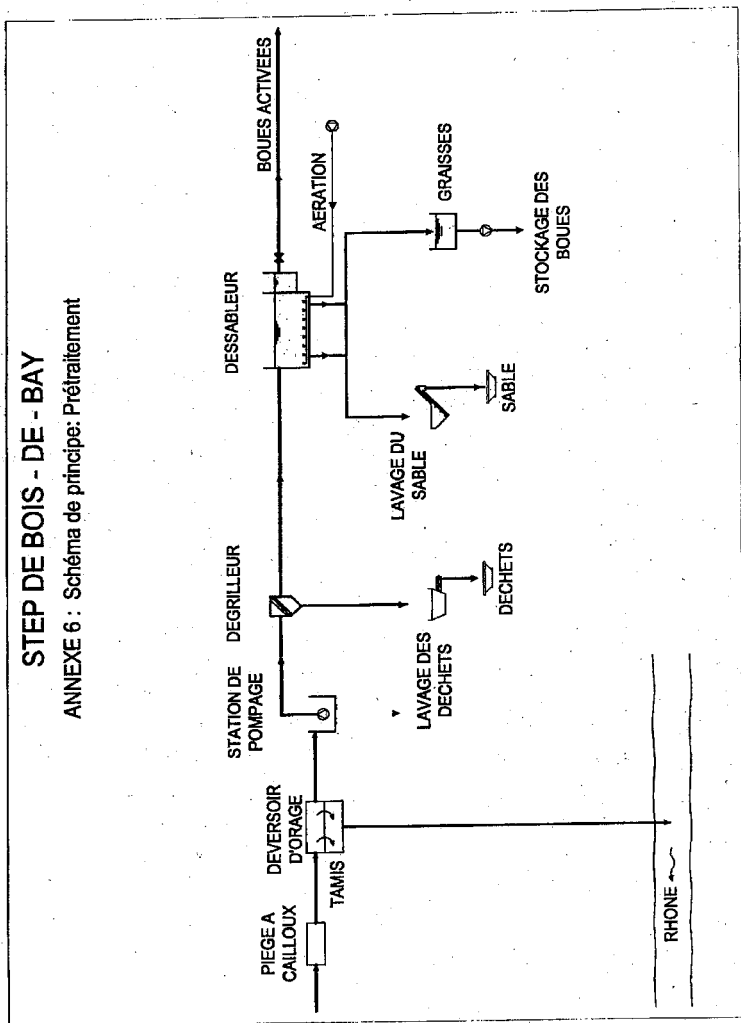 STEP DE BOIS - DE - BAY
ANNEXE 6 : Schéma de principe: Prétraitement
PIEGE A
CAILLOUX
DEVERSOIR
D'ORAGE
TAMIS
STATION DE
POMPAGE
DEGRILLEUR
DESSABLEUR
BOUES ACTIVEES
AERATION
LAVAGE DES
DECHETS
DECHETS
LAVAGE DU
SABLE
SABLE
GRAISSES
STOCKAGE DES
BOUES
RHONE